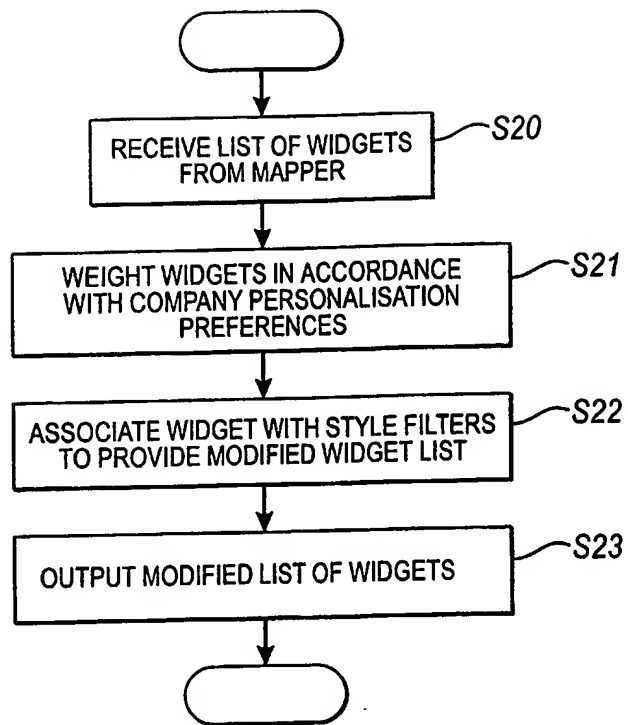 RECEIVE LIST OF WIDGETS
FROM MAPPER
S20
WEIGHT WIDGETS IN ACCORDANCE
WITH COMPANY PERSONALISATION
PREFERENCES
S21
ASSOCIATE WIDGET WITH STYLE FILTERS
TO PROVIDE MODIFIED WIDGET LIST
S22
OUTPUT MODIFIED LIST OF WIDGETS
S23